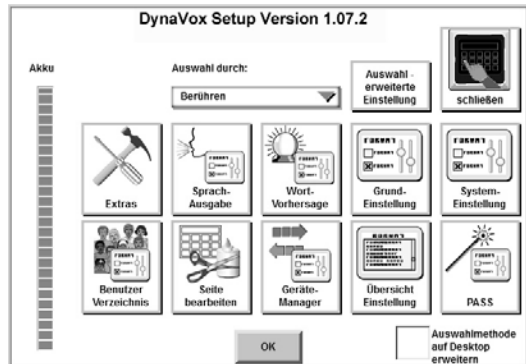 DynaVox Setup Version 1.07.2
Akku
Auswahl durch:
Berühren
Auswahl -
erweiterte
Einstellung
schließen
Extras
Sprach-
Ausgabe
Wort-
Vorhersage
Grund-
Einstellung
System-
Einstellung
Benutzer
Verzeichnis
Seite
bearbeiten
Geräte-
Manager
Übersicht
Einstellung
PASS
OK
Auswahlmethode
auf Desktop
erweitern